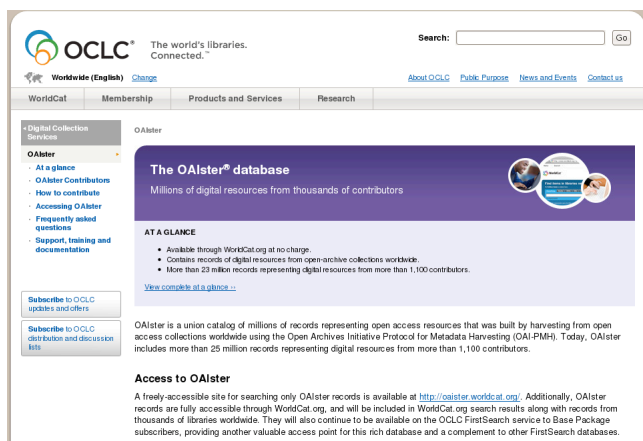 OCLC®
The world's libraries.
Connected.™
Search:
Go
Worldwide (English) Change
About OCLC Public Purpose News and Events Contact us
WorldCat Membership Products and Services Research
Digital Collection
Services
OAIster
At a glance
OAIster Contributors
How to contribute
Accessing OAIster
Frequently asked
questions
Support, training and
documentation
Subscribe to OCLC
updates and offers
Subscribe to OCLC
distribution and discussion
lists
OAIster
The OAIster® database
Millions of digital resources from thousands of contributors
AT A GLANCE
Available through WorldCat.org at no charge.
Contains records of digital resources from open-archive collections worldwide.
More than 23 million records representing digital resources from more than 1,100 contributors.
View complete at a glance ››
OAIster is a union catalog of millions of records representing open access resources that was built by harvesting from open
access collections worldwide using the Open Archives Initiative Protocol for Metadata Harvesting (OAI-PMH). Today, OAIster
includes more than 25 million records representing digital resources from more than 1,100 contributors.
Access to OAIster
A freely-accessible site for searching only OAIster records is available at http://oaister.worldcat.org/. Additionally, OAIster
records are fully accessible through WorldCat.org, and will be included in WorldCat.org search results along with records from
thousands of libraries worldwide. They will also continue to be available on the OCLC FirstSearch service to Base Package
subscribers, providing another valuable access point for this rich database and a complement to other FirstSearch databases.